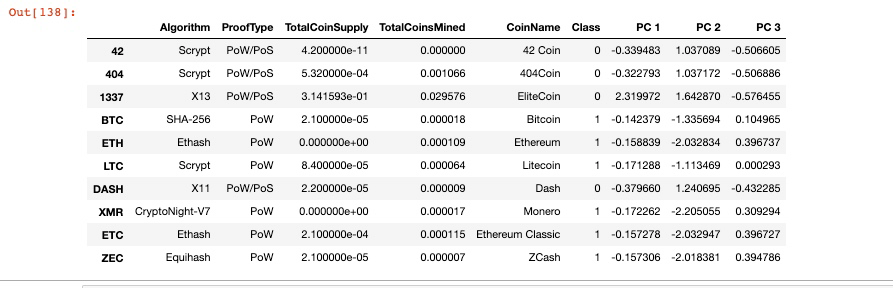 Out[138]:
Algorithm ProofType TotalCoinSupply TotalCoinsMined CoinName Class PC 1 PC 2 PC 3
42 Scrypt PoW/PoS 4.200000e-11 0.000000 42 Coin 0 -0.339483 1.037089 -0.506605
404 Scrypt PoW/PoS 5.320000e-04 0.001066 404Coin 0 -0.322793 1.037172 -0.506886
1337 X13 PoW/PoS 3.141593e-01 0.029576 EliteCoin 0 2.319972 1.642870 -0.576455
BTC SHA-256 PoW 2.100000e-05 0.000018 Bitcoin 1 -0.142379 -1.335694 0.104965
ETH Ethash PoW 0.000000e+00 0.000109 Ethereum 1 -0.158839 -2.032834 0.396737
LTC Scrypt PoW 8.400000e-05 0.000064 Litecoin 1 -0.171288 -1.113469 0.000293
DASH X11 PoW/PoS 2.200000e-05 0.000009 Dash 0 -0.379660 1.240695 -0.432285
XMR CryptoNight-V7 PoW 0.000000e+00 0.000017 Monero 1 -0.172262 -2.205055 0.309294
ETC Ethash PoW 2.100000e-04 0.000115 Ethereum Classic 1 -0.157278 -2.032947 0.396727
ZEC Equihash PoW 2.100000e-05 0.000007 ZCash 1 -0.157306 -2.018381 0.394786